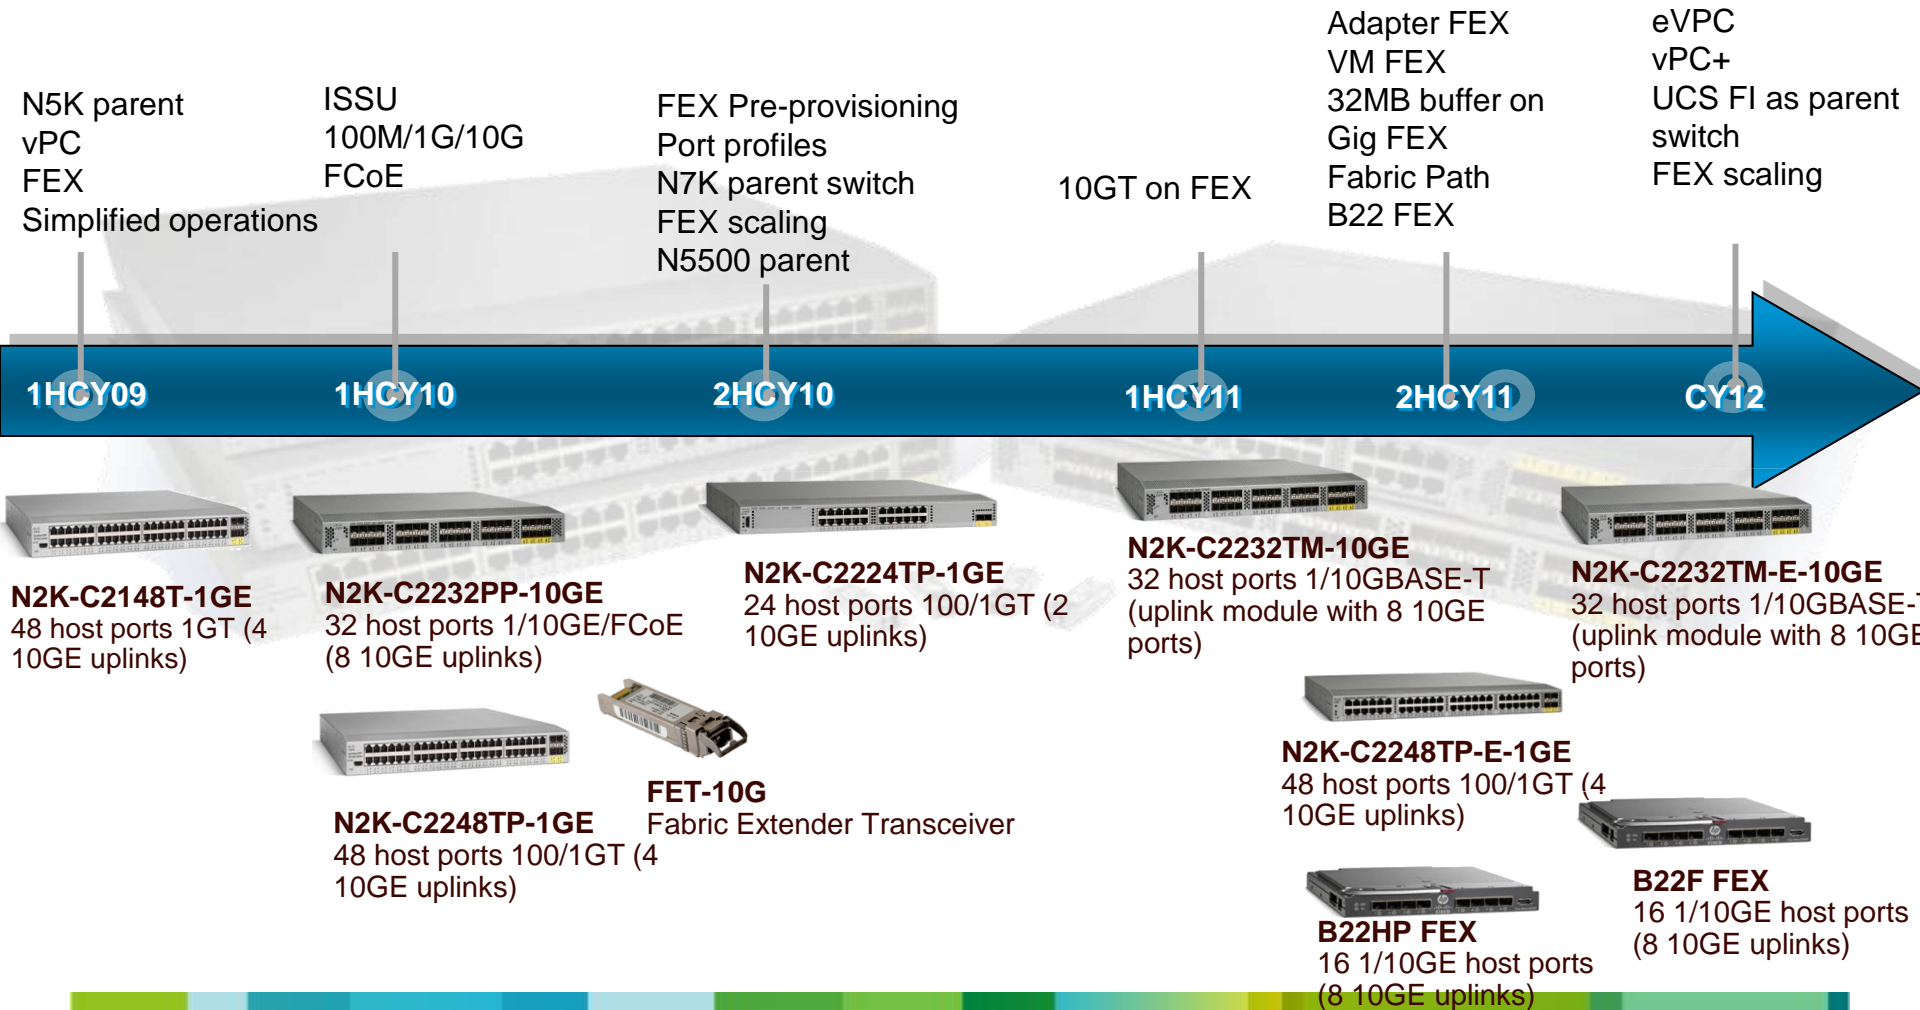 N5K parent
vPC
FEX
Simplified operations
ISSU
100M/1G/10G
FCoE
FEX Pre-provisioning
Port profiles
N7K parent switch
FEX scaling
N5500 parent
10GT on FEX
Adapter FEX
VM FEX
32MB buffer on
Gig FEX
Fabric Path
B22 FEX
eVPC
vPC+
UCS FI as parent
switch
FEX scaling
1HCY09
1HCY10
2HCY10
1HCY11
2HCY11
CY12
N2K-C2148T-1GE
48 host ports 1GT (4
10GE uplinks)
N2K-C2232PP-10GE
32 host ports 1/10GE/FCoE
(8 10GE uplinks)
N2K-C2248TP-1GE
48 host ports 100/1GT (4
10GE uplinks)
FET-10G
Fabric Extender Transceiver
N2K-C2224TP-1GE
24 host ports 100/1GT (2
10GE uplinks)
N2K-C2232TM-10GE
32 host ports 1/10GBASE-T
(uplink module with 8 10GE
ports)
N2K-C2248TP-E-1GE
48 host ports 100/1GT (4
10GE uplinks)
B22HP FEX
16 1/10GE host ports
(8 10GE uplinks)
N2K-C2232TM-E-10GE
32 host ports 1/10GBASE-T
(uplink module with 8 10GE
ports)
B22F FEX
16 1/10GE host ports
(8 10GE uplinks)